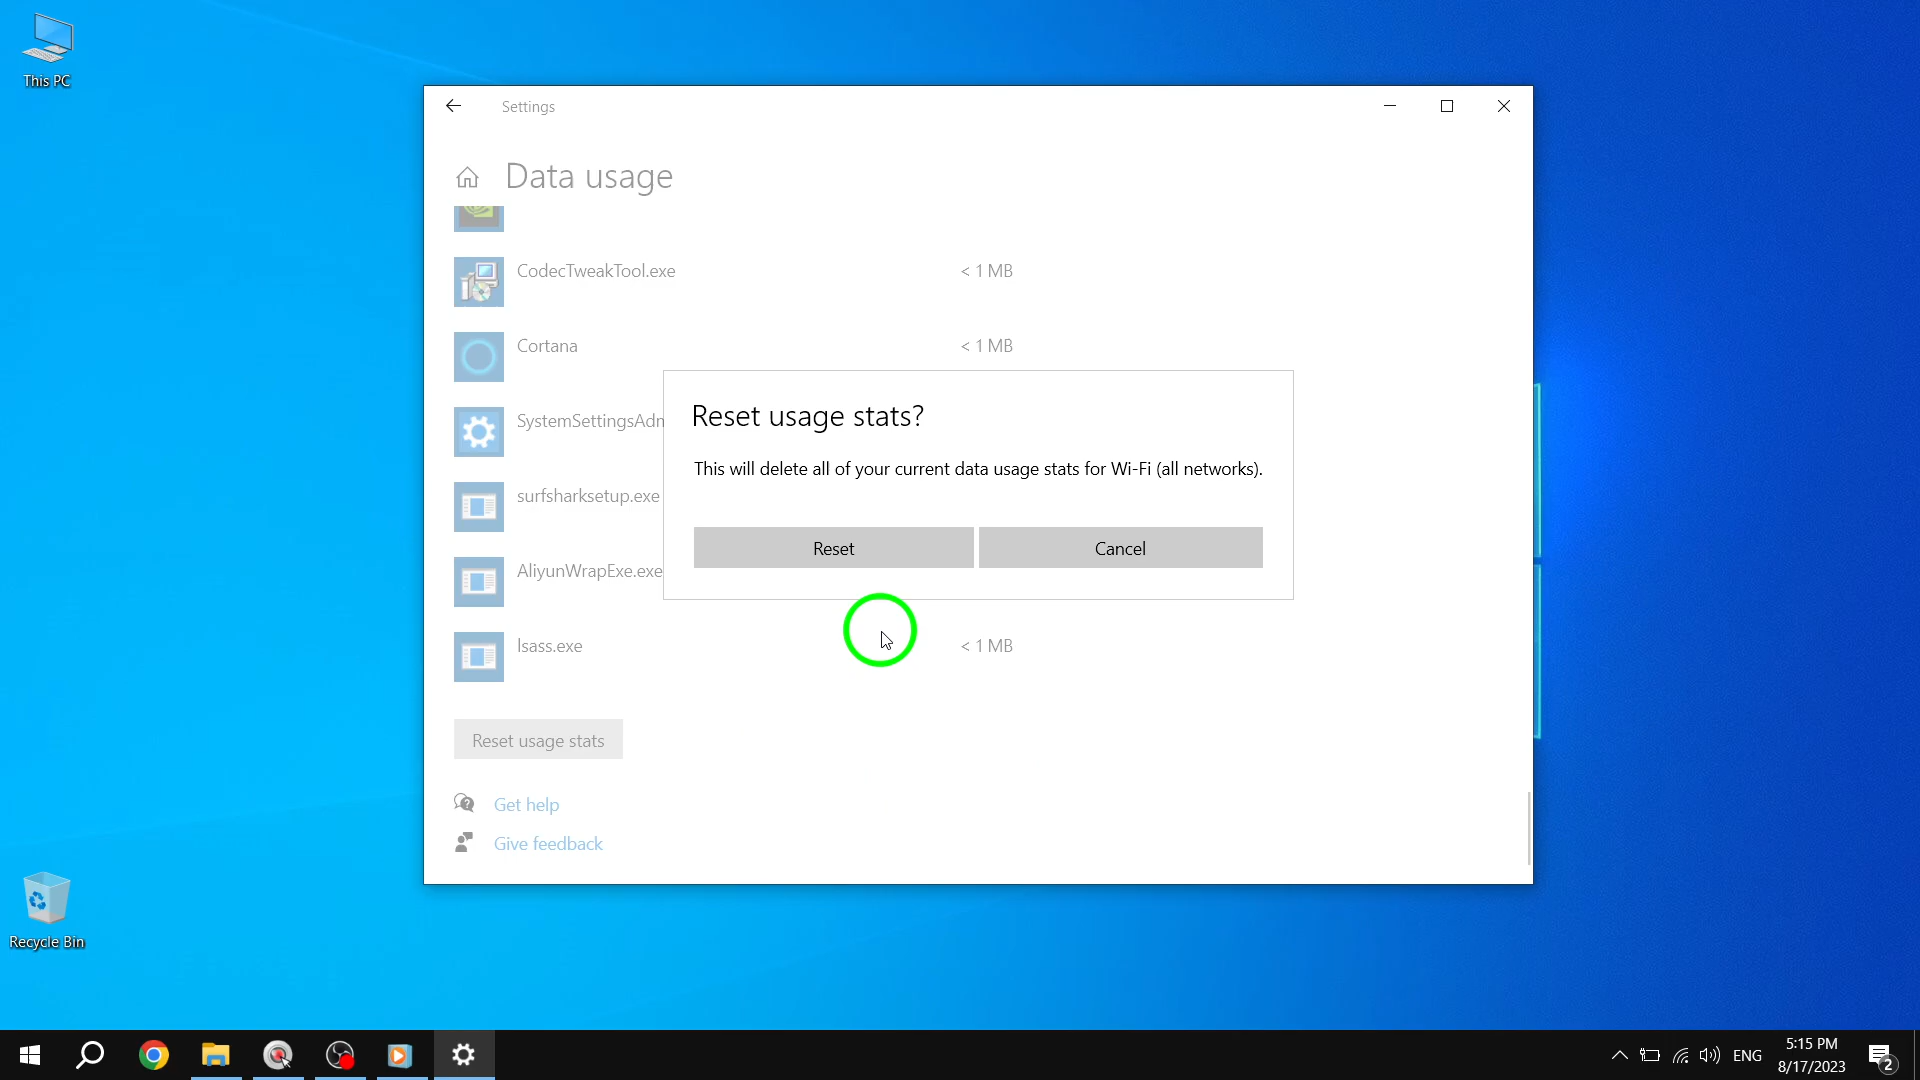 This PC
Settings
Data usage
CodecTweakTool.exe < 1 MB
Cortana < 1 MB
SystemSettingsAdm
surfsharksetup.exe
AliyunWrapExe.exe
lsass.exe < 1 MB
Reset usage stats?
This will delete all of your current data usage stats for Wi-Fi (all networks).
Reset Cancel
Reset usage stats
Get help
Give feedback
Recycle Bin
ENG
5:15 PM
8/17/2023
2